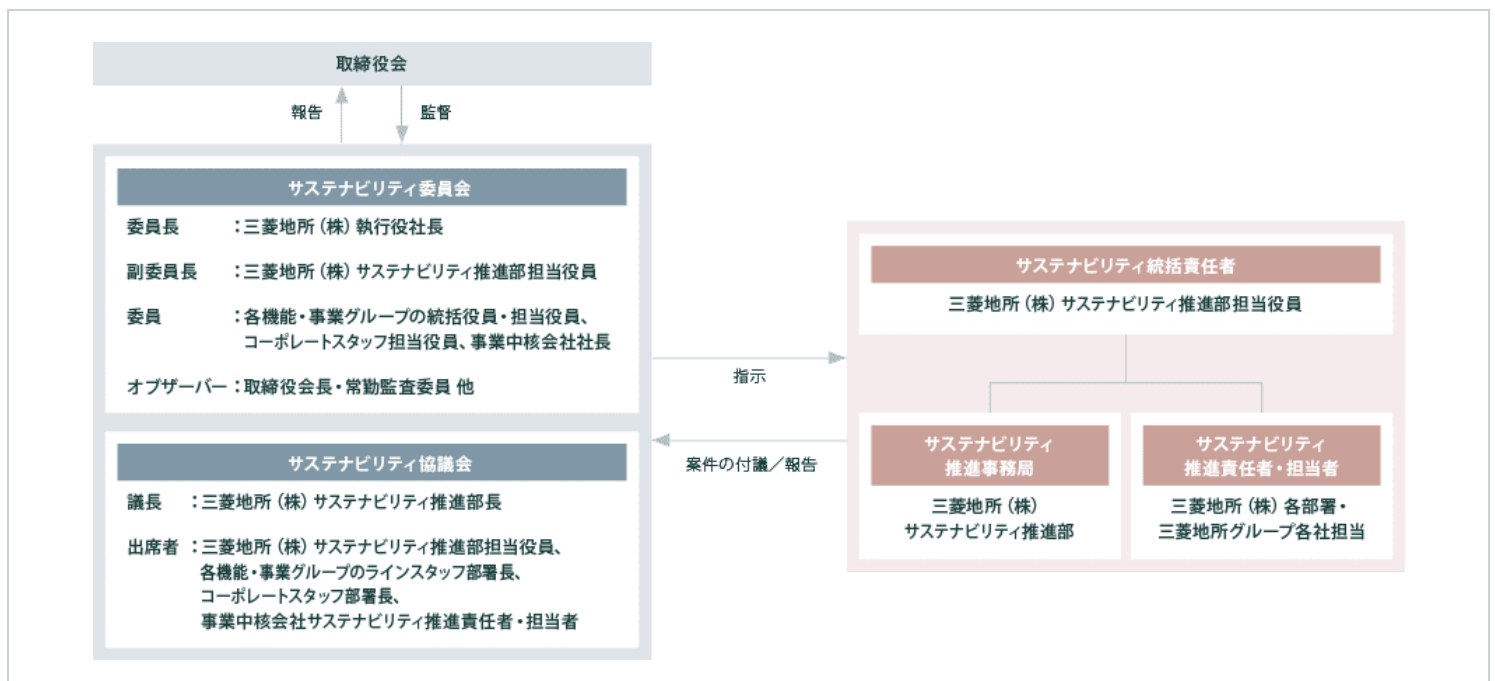 取締役会
報告
監督
サステナビリティ委員会
委員長 ：三菱地所（株）執行役社長
副委員長 ：三菱地所（株）サステナビリティ推進部担当役員
委員 ：各機能・事業グループの統括役員・担当役員、
コーポレートスタッフ担当役員、事業中核会社社長
オブザーバー：取締役会長・常勤監査委員 他
サステナビリティ協議会
議長 ：三菱地所（株）サステナビリティ推進部長
出席者 ：三菱地所（株）サステナビリティ推進部担当役員、
各機能・事業グループのラインスタッフ部署長、
コーポレートスタッフ部署長、
事業中核会社サステナビリティ推進責任者・担当者
指示
案件の付議／報告
サステナビリティ統括責任者
三菱地所（株）サステナビリティ推進部担当役員
サステナビリティ
推進事務局
三菱地所（株）
サステナビリティ推進部
サステナビリティ
推進責任者・担当者
三菱地所（株）各部署・
三菱地所グループ各社担当